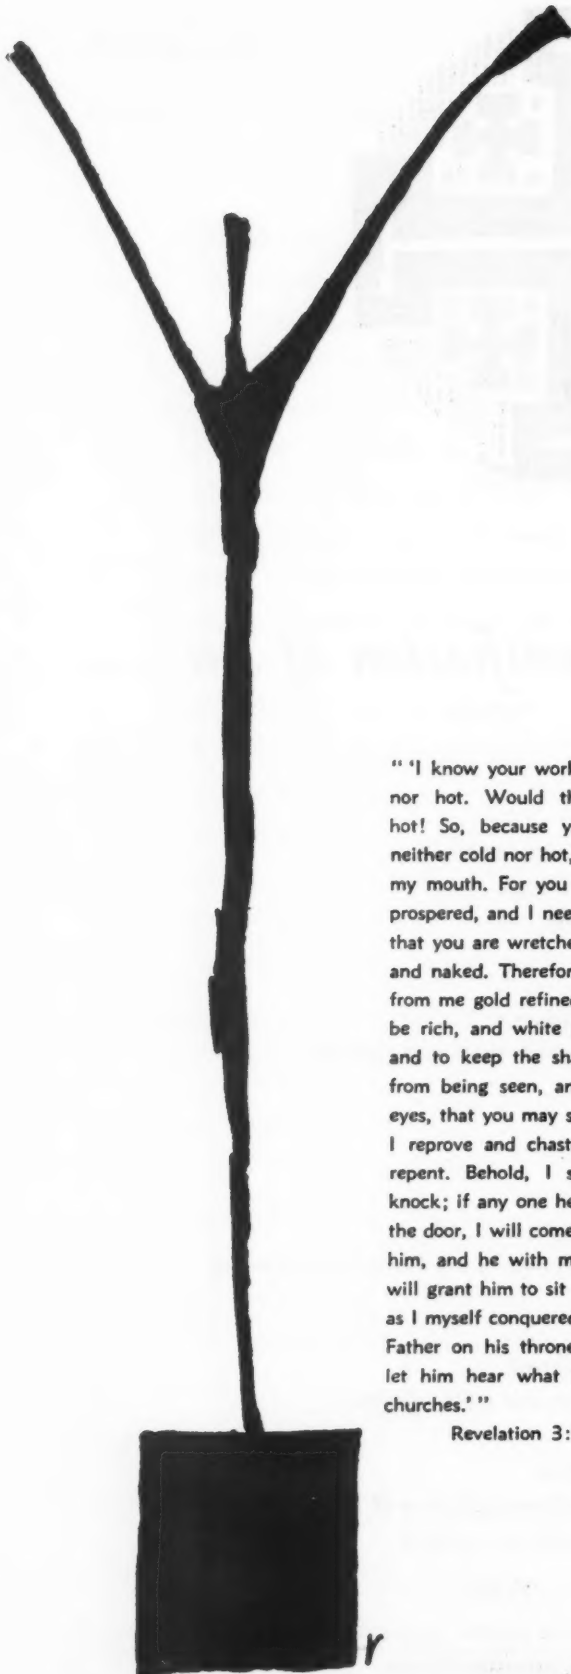 " 'I know your work
nor hot. Would th
hot! So, because y
neither cold nor hot,
my mouth. For you
prospered, and I nee
that you are wretche
and naked. Therefor
from me gold refine
be rich, and white
and to keep the sh
from being seen, an
eyes, that you may s
I reprove and chast
repent. Behold, I s
knock; if any one he
the door, I will come
him, and he with m
will grant him to sit
as I myself conquered
Father on his throne
let him hear what
churches.' "
Revelation 3:
r